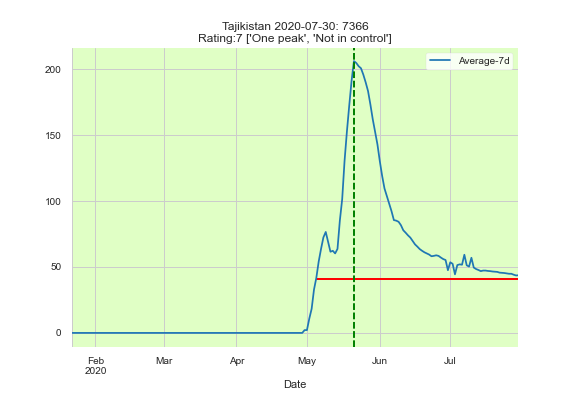 Tajikistan 2020-07-30: 7366
Rating:7 ['One peak', 'Not in control']
Average-7d
200
150
100
50
0
Feb
2020
Mar
Apr
May
Jun
Jul
Date